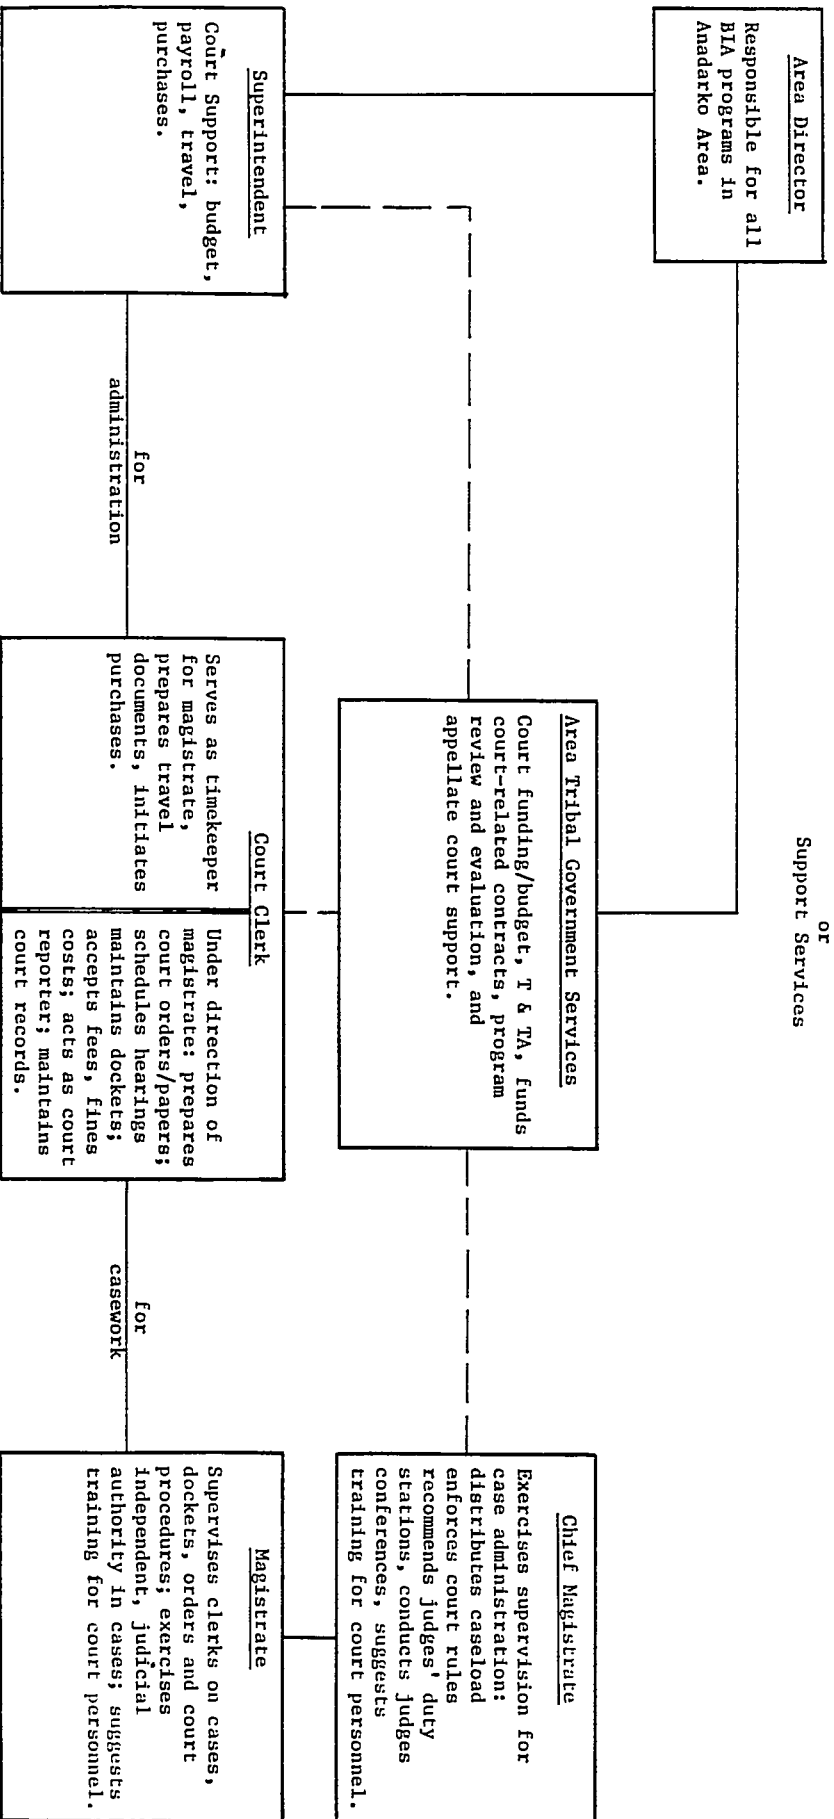 or
Support Services
Area Director
Responsible for all
BIA programs in
Anadarko Area.
Area Tribal Government Services
Court funding/budget, T & TA, funds
court-related contracts, program
review and evaluation, and
appellate court support.
Chief Magistrate
Exercises supervision for
case administration:
distributes caseload
enforces court rules
recommends judges' duty
stations, conducts judges
conferences, suggests
training for court personnel.
Superintendent
Court Support: budget,
payroll, travel,
purchases.
for
administration
Court Clerk
Serves as timekeeper
for magistrate,
prepares travel
documents, initiates
purchases.
Under direction of
magistrate: prepares
court orders/papers;
schedules hearings
maintains dockets;
accepts fees, fines
costs; acts as court
reporter; maintains
court records.
for
casework
Magistrate
Supervises clerks on cases,
dockets, orders and court
procedures; exercises
independent, judicial
authority in cases; suggests
training for court personnel.